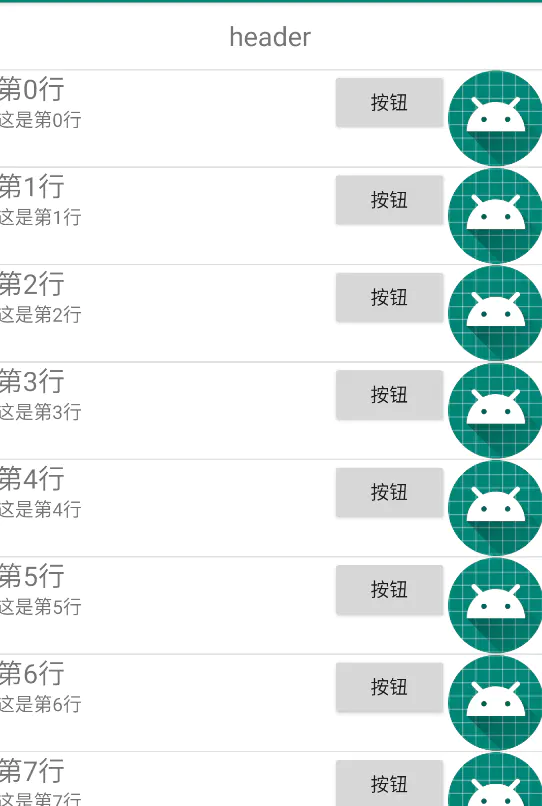 header
第0行
按钮
这是第0行
第1行
按钮
这是第1行
第2行
按钮
这是第2行
第3行
按钮
这是第3行
第4行
按钮
这是第4行
第5行
按钮
这是第5行
第6行
按钮
这是第6行
第7行
按钮
这是第7行